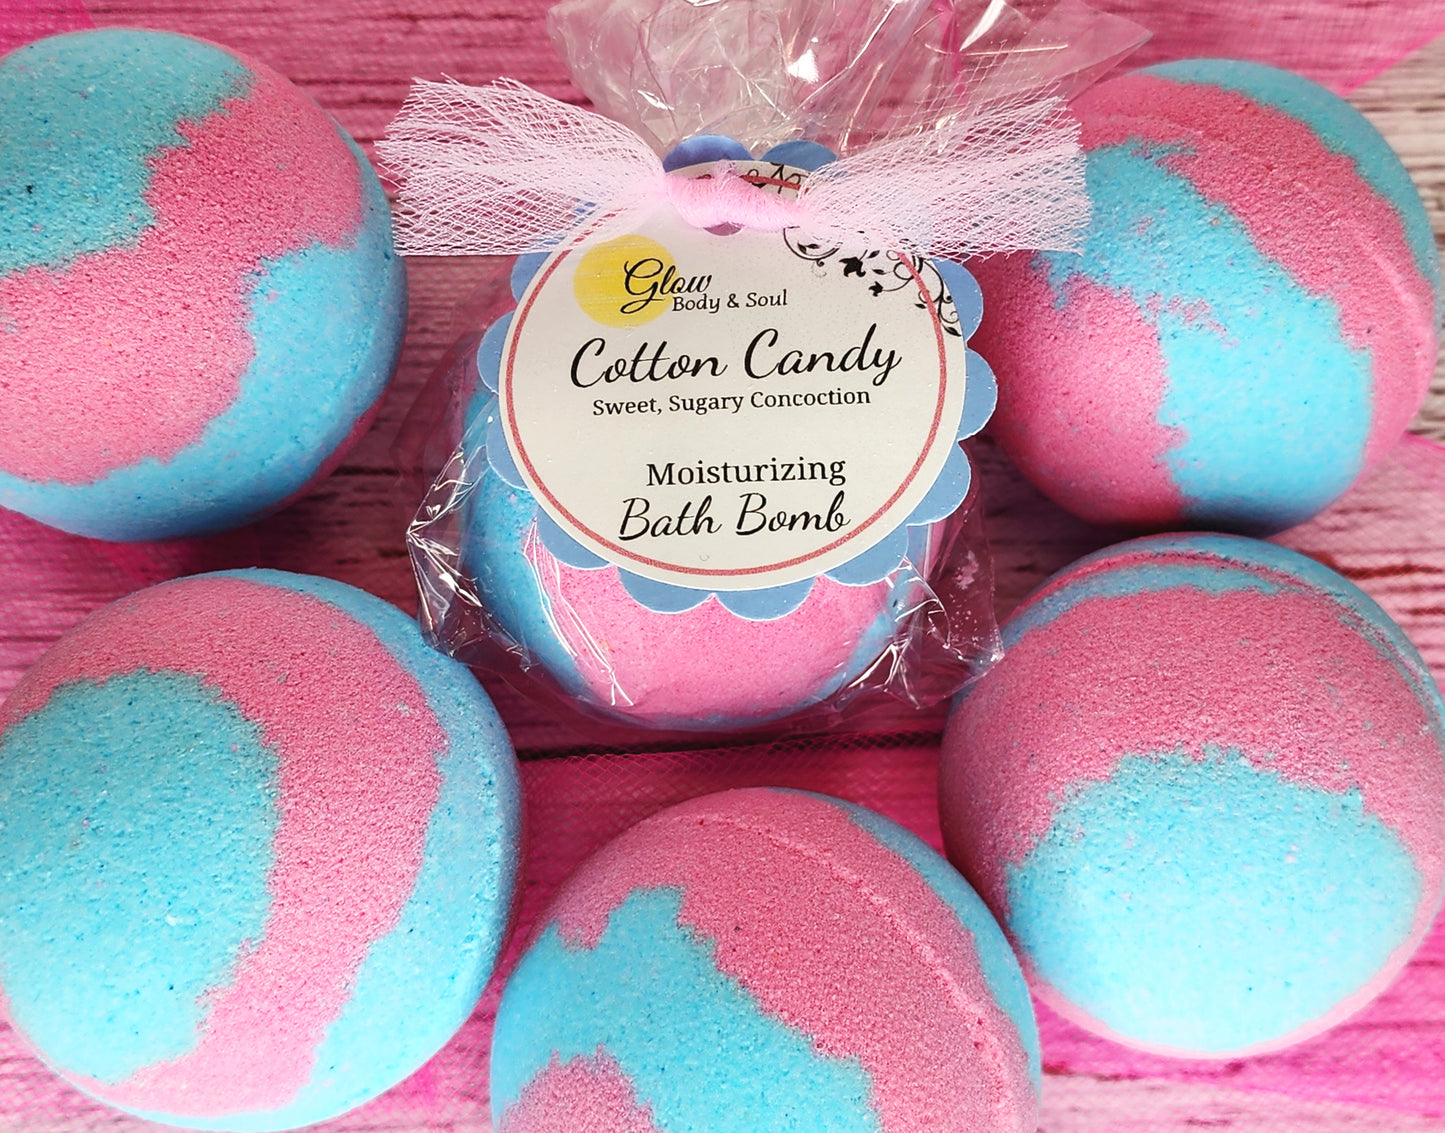 Glow
Body & Soul
Cotton Candy
Sweet, Sugary Concoction
Moisturizing
Bath Bomb